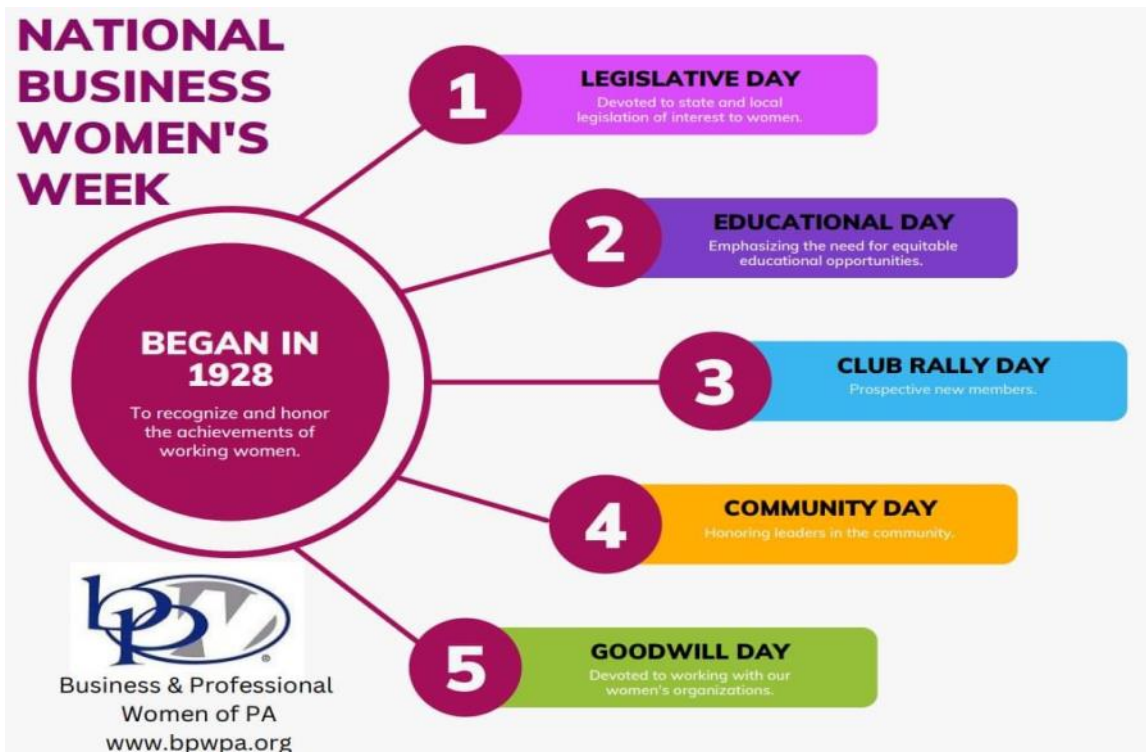 NATIONAL
BUSINESS
WOMEN'S
WEEK
BEGAN IN
1928
To recognize and honor
the achievements of
working women.
1
LEGISLATIVE DAY
Devoted to state and local
legislation of interest to women.
2
EDUCATIONAL DAY
Emphasizing the need for equitable
educational opportunities.
3
CLUB RALLY DAY
Prospective new members.
4
COMMUNITY DAY
Honoring leaders in the community.
5
GOODWILL DAY
Devoted to working with our
women's organizations.
bpw
®
Business & Professional
Women of PA
www.bpwpa.org